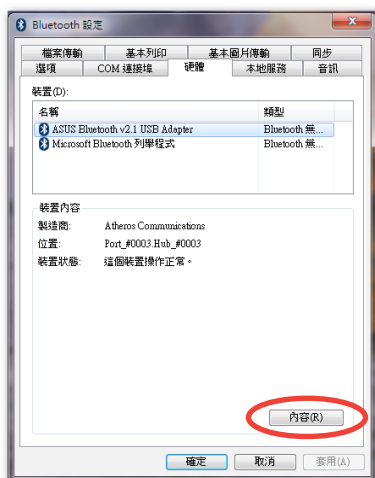 Bluetooth 設定
檔案傳輸 基本列印 基本圖片傳輸 同步
選項 COM 連接埠 硬體 本地服務 音訊
裝置(D):
名稱 類型
ASUS Bluetooth v2.1 USB Adapter Bluetooth 無...
Microsoft Bluetooth 列舉程式 Bluetooth 無...
裝置內容
製造商: Atheros Communications
位置: Port_#0003.Hub_#0003
裝置狀態: 這個裝置操作正常。
內容(R)
確定 取消 套用(A)